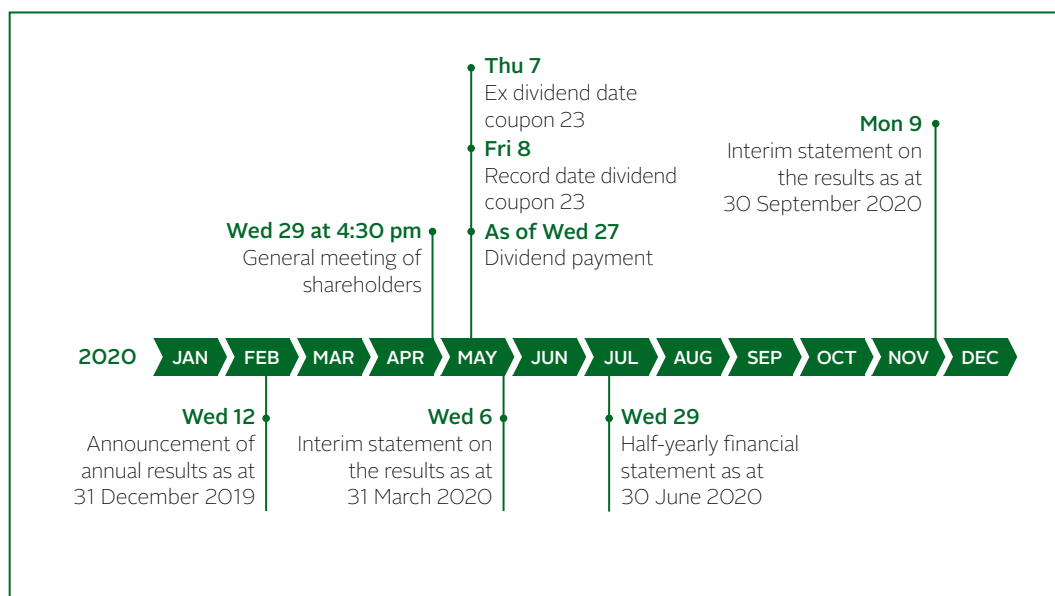 Thu 7
Ex dividend date
coupon 23
Fri 8
Record date dividend
coupon 23
As of Wed 27
Dividend payment
Wed 29 at 4:30 pm
General meeting of
shareholders
Mon 9
Interim statement on
the results as at
30 September 2020
2020 JAN FEB MAR APR MAY JUN JUL AUG SEP OCT NOV DEC
Wed 12
Announcement of
annual results as at
31 December 2019
Wed 6
Interim statement on
the results as at
31 March 2020
Wed 29
Half-yearly financial
statement as at
30 June 2020